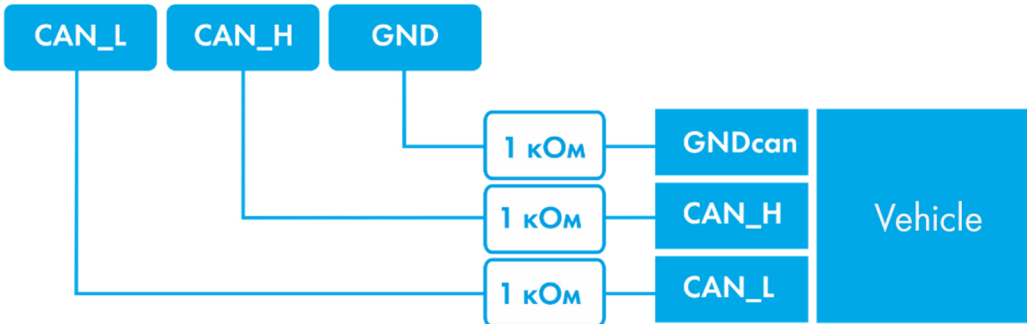 CAN_L CAN_H GND
1 кОм GNDcan
1 кОм CAN_H Vehicle
1 кОм CAN_L